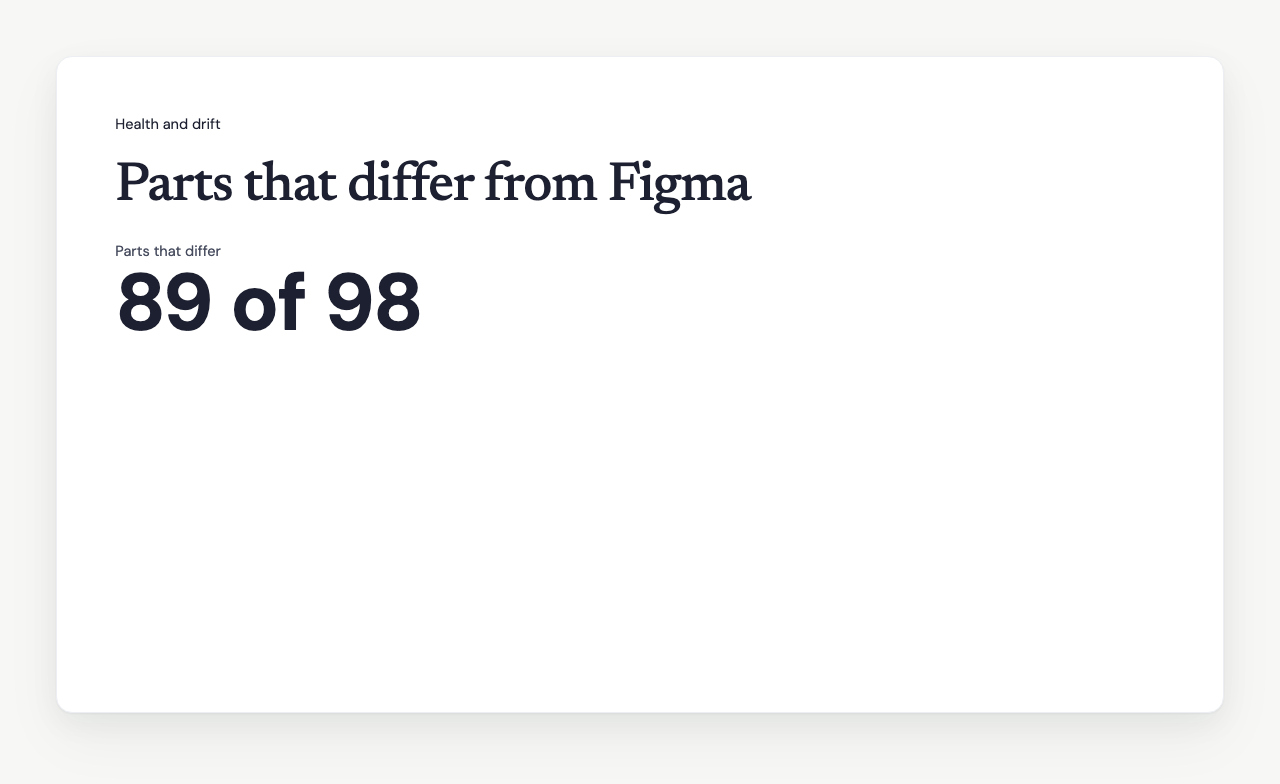 Health and drift
Parts that differ from Figma
Parts that differ
89 of 98